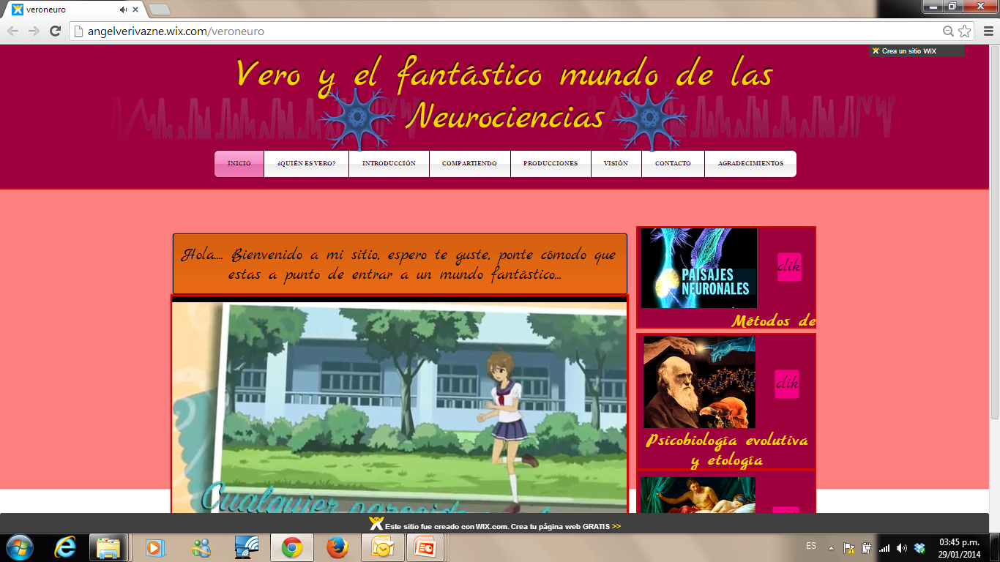 veroneuro
angelverivazne.wix.com/veroneuro
Crea un sitio WiX
Vero y el fantástico mundo de las
Neurociencias
INICIO
¿QUIÉN ES VERO?
INTRODUCCIÓN
COMPARTIENDO
PRODUCCIONES
VISIÓN
CONTACTO
AGRADECIMIENTOS
Hola.... Bienvenido a mi sitio, espero te guste, ponte cómodo que
estas a punto de entrar a un mundo fantástico...
Cualquier
PAISAJES
NEURONALES
clik
Métodos de
clik
Psicobiología evolutiva
y etología
Este sitio fue creado con WIX.com. Crea tu página web GRATIS >>
ES
03:45 p.m.
29/01/2014